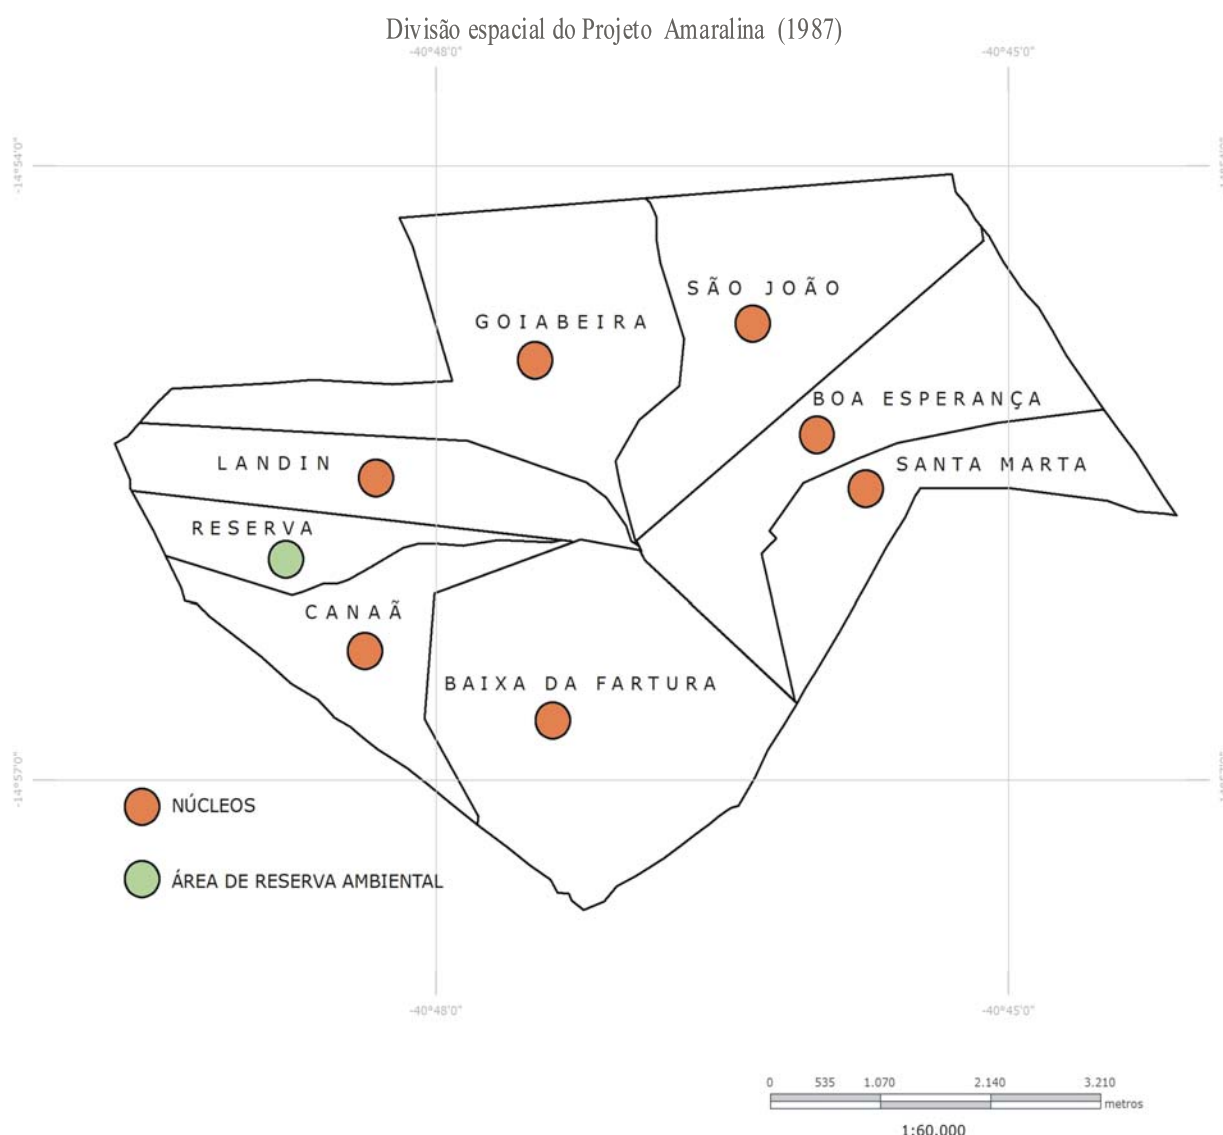 Divisão espacial do Projeto Amaralina (1987)
-40°48'0"
-40°45'0"
-14°54'0"
SÃO JOÃO
GOIABEIRA
BOA ESPERANÇA
LANDIN
SANTA MARTA
RESERVA
CANAÃ
BAIXA DA FARTURA
-14°57'0"
NÚCLEOS
ÁREA DE RESERVA AMBIENTAL
-40°48'0"
-40°45'0"
0 535 1.070 2.140 3.210
metros
1:60.000